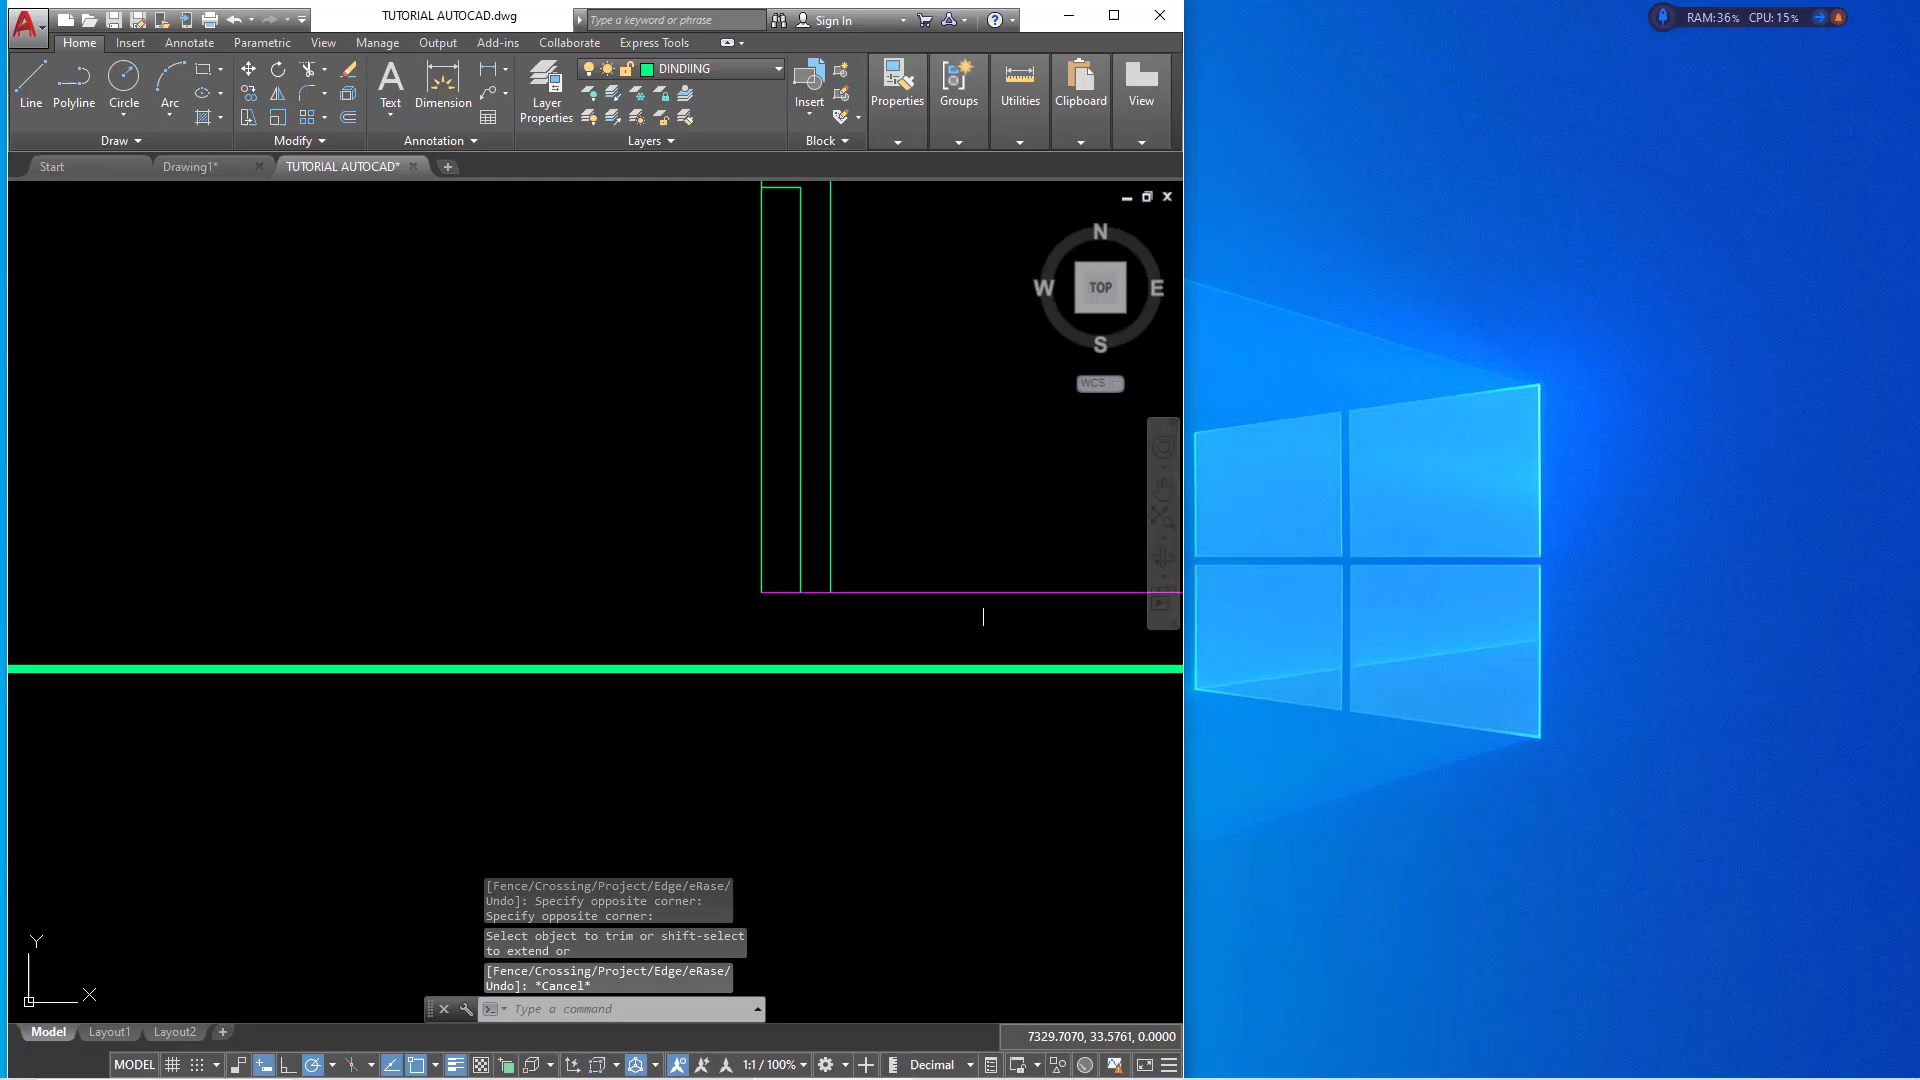 TUTORIAL AUTOCAD.dwg
Type a keyword or phrase
Sign In
RAM:36% CPU: 15%
Home Insert Annotate Parametric View Manage Output Add-ins Collaborate Express Tools
DINDIING
Line Polyline Circle Arc
Text Dimension
Layer
Properties
Insert
Properties Groups Utilities Clipboard View
Draw Modify Annotation Layers Block
Start Drawing1* TUTORIAL AUTOCAD*
N
W TOP E
S
WCS
[Fence/Crossing/Project/Edge/eRase/
Undo]: Specify opposite corner:
Specify opposite corner:
Select object to trim or shift-select
to extend or
[Fence/Crossing/Project/Edge/eRase/
Undo]: *Cancel*
Type a command
Y
X
Model Layout1 Layout2
7329.7070, 33.5761, 0.0000
MODEL 1:1 / 100% Decimal